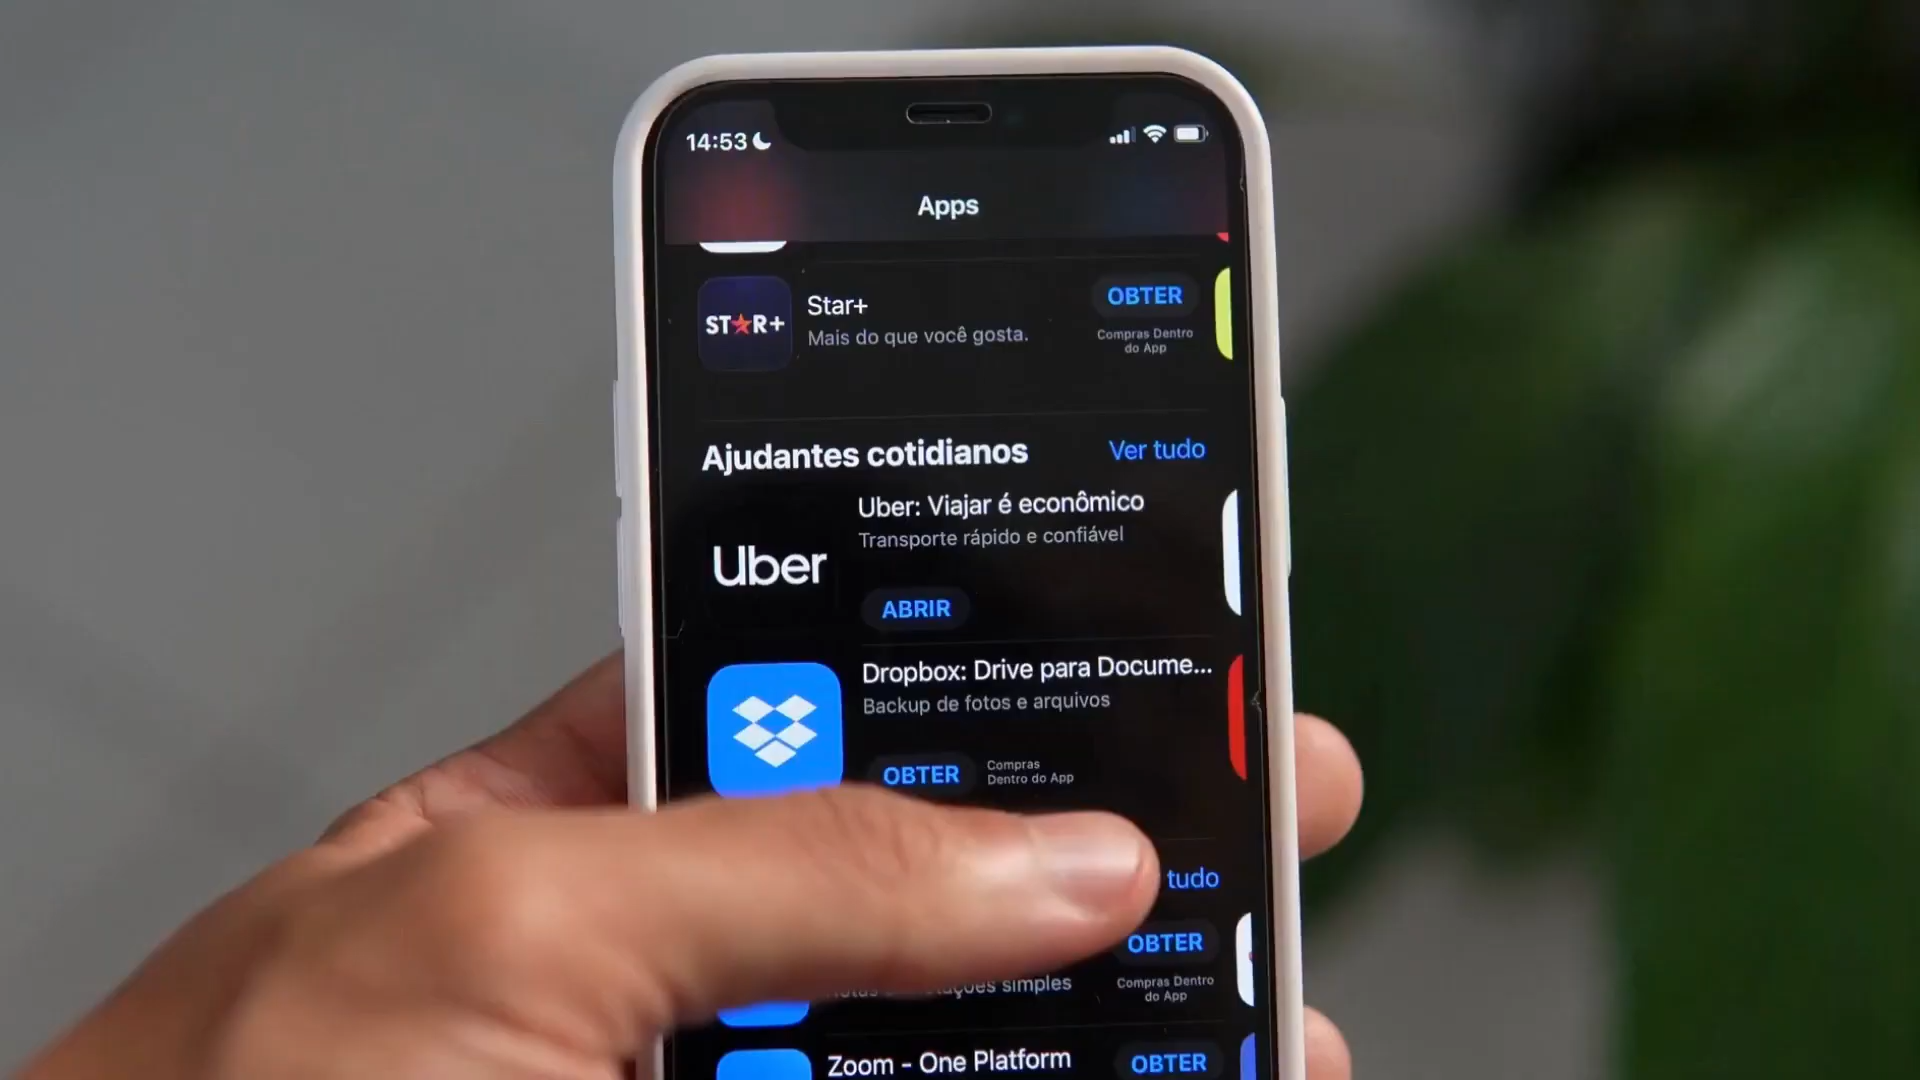 14:53
Apps
STAR+
Star+
Mais do que você gosta.
OBTER
Compras Dentro
do App
Ajudantes cotidianos
Ver tudo
Uber
Uber: Viajar é econômico
Transporte rápido e confiável
ABRIR
Dropbox: Drive para Docume...
Backup de fotos e arquivos
OBTER
Compras
Dentro do App
tudo
OBTER
simples
Compras Dentro
do App
Zoom - One Platform
OBTER